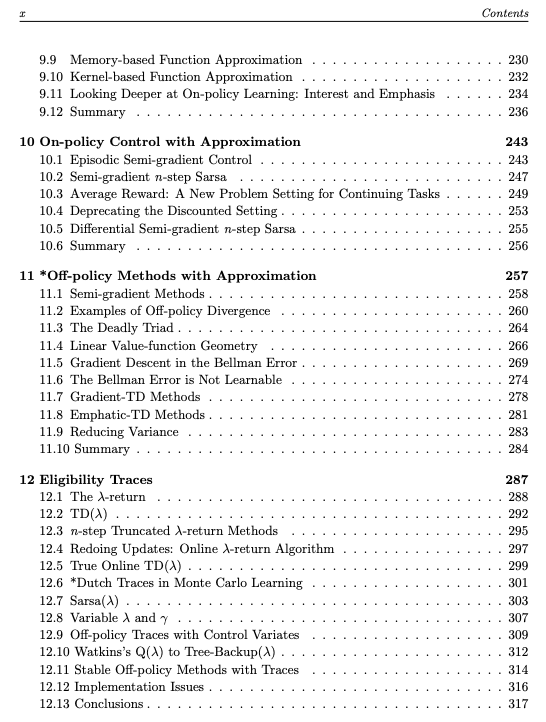 x Contents
9.9 Memory-based Function Approximation . . . . . . . . . . . . . . . . . . . 230
9.10 Kernel-based Function Approximation . . . . . . . . . . . . . . . . . . . . 232
9.11 Looking Deeper at On-policy Learning: Interest and Emphasis . . . . . . 234
9.12 Summary . . . . . . . . . . . . . . . . . . . . . . . . . . . . . . . . . . . . 236
10 On-policy Control with Approximation 243
10.1 Episodic Semi-gradient Control . . . . . . . . . . . . . . . . . . . . . . . . 243
10.2 Semi-gradient n-step Sarsa . . . . . . . . . . . . . . . . . . . . . . . . . . 247
10.3 Average Reward: A New Problem Setting for Continuing Tasks . . . . . . 249
10.4 Deprecating the Discounted Setting . . . . . . . . . . . . . . . . . . . . . . 253
10.5 Differential Semi-gradient n-step Sarsa . . . . . . . . . . . . . . . . . . . . 255
10.6 Summary . . . . . . . . . . . . . . . . . . . . . . . . . . . . . . . . . . . . 256
11 *Off-policy Methods with Approximation 257
11.1 Semi-gradient Methods . . . . . . . . . . . . . . . . . . . . . . . . . . . . . 258
11.2 Examples of Off-policy Divergence . . . . . . . . . . . . . . . . . . . . . . 260
11.3 The Deadly Triad . . . . . . . . . . . . . . . . . . . . . . . . . . . . . . . . 264
11.4 Linear Value-function Geometry . . . . . . . . . . . . . . . . . . . . . . . 266
11.5 Gradient Descent in the Bellman Error . . . . . . . . . . . . . . . . . . . . 269
11.6 The Bellman Error is Not Learnable . . . . . . . . . . . . . . . . . . . . . 274
11.7 Gradient-TD Methods . . . . . . . . . . . . . . . . . . . . . . . . . . . . . 278
11.8 Emphatic-TD Methods . . . . . . . . . . . . . . . . . . . . . . . . . . . . . 281
11.9 Reducing Variance . . . . . . . . . . . . . . . . . . . . . . . . . . . . . . . 283
11.10 Summary . . . . . . . . . . . . . . . . . . . . . . . . . . . . . . . . . . . . 284
12 Eligibility Traces 287
12.1 The λ-return . . . . . . . . . . . . . . . . . . . . . . . . . . . . . . . . . . 288
12.2 TD(λ) . . . . . . . . . . . . . . . . . . . . . . . . . . . . . . . . . . . . . . 292
12.3 n-step Truncated λ-return Methods . . . . . . . . . . . . . . . . . . . . . 295
12.4 Redoing Updates: Online λ-return Algorithm . . . . . . . . . . . . . . . . 297
12.5 True Online TD(λ) . . . . . . . . . . . . . . . . . . . . . . . . . . . . . . . 299
12.6 *Dutch Traces in Monte Carlo Learning . . . . . . . . . . . . . . . . . . . 301
12.7 Sarsa(λ) . . . . . . . . . . . . . . . . . . . . . . . . . . . . . . . . . . . . . 303
12.8 Variable λ and γ . . . . . . . . . . . . . . . . . . . . . . . . . . . . . . . . 307
12.9 Off-policy Traces with Control Variates . . . . . . . . . . . . . . . . . . . 309
12.10 Watkins's Q(λ) to Tree-Backup(λ) . . . . . . . . . . . . . . . . . . . . . . 312
12.11 Stable Off-policy Methods with Traces . . . . . . . . . . . . . . . . . . . 314
12.12 Implementation Issues . . . . . . . . . . . . . . . . . . . . . . . . . . . . . 316
12.13 Conclusions . . . . . . . . . . . . . . . . . . . . . . . . . . . . . . . . . . . 317